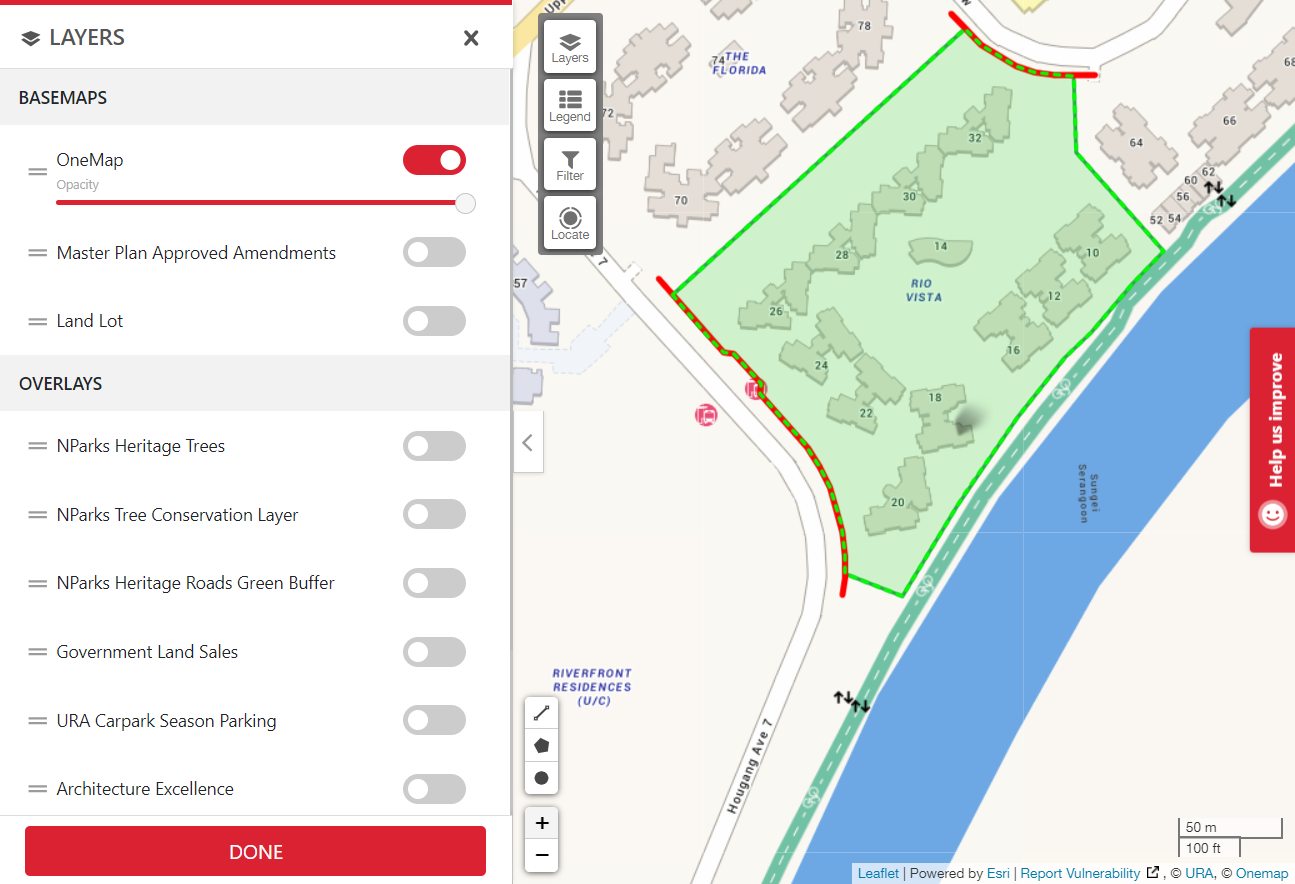 LAYERS
BASEMAPS
OneMap
Opacity
Master Plan Approved Amendments
Land Lot
OVERLAYS
NParks Heritage Trees
NParks Tree Conservation Layer
NParks Heritage Roads Green Buffer
Government Land Sales
URA Carpark Season Parking
Architecture Excellence
DONE
Layers
Legend
Filter
Locate
78
74
THE
FLORIDA
72
70
68
66
64
62
60
56
52 54
32
30
28
26
24
22
20
18
16
14
12
10
RIO
VISTA
7
57
Sungei
Serangoon
RIVERFRONT
RESIDENCES
(U/C)
Hougang Ave 7
Help us improve
+
−
50 m
100 ft
Leaflet | Powered by Esri | Report Vulnerability , © URA, © Onemap